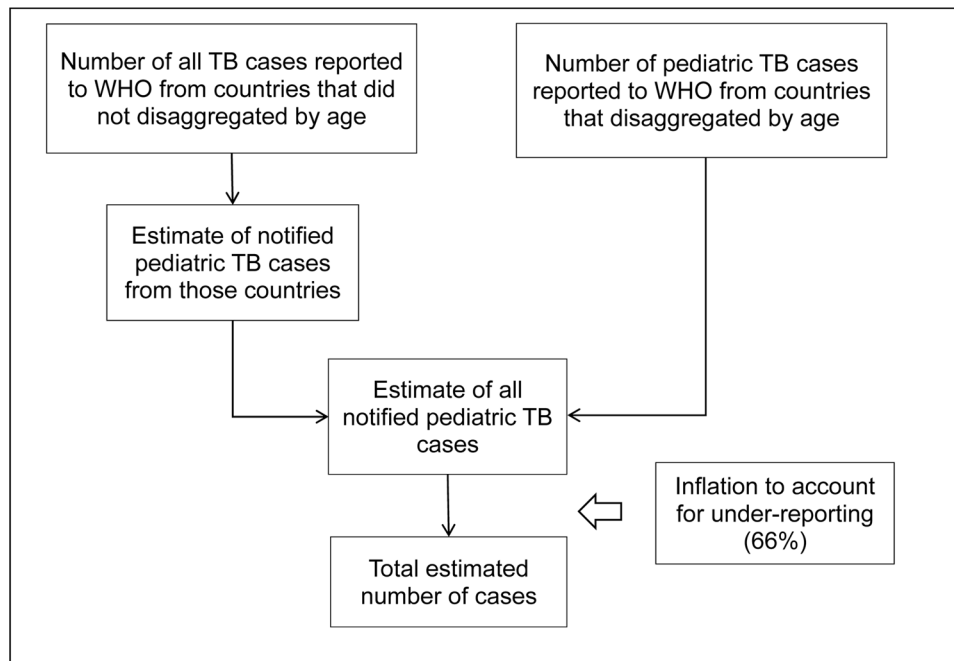 Number of all TB cases reported
to WHO from countries that did
not disaggregated by age
Number of pediatric TB cases
reported to WHO from countries
that disaggregated by age
Estimate of notified
pediatric TB cases
from those countries
Estimate of all
notified pediatric TB
cases
Inflation to account
for under-reporting
(66%)
Total estimated
number of cases